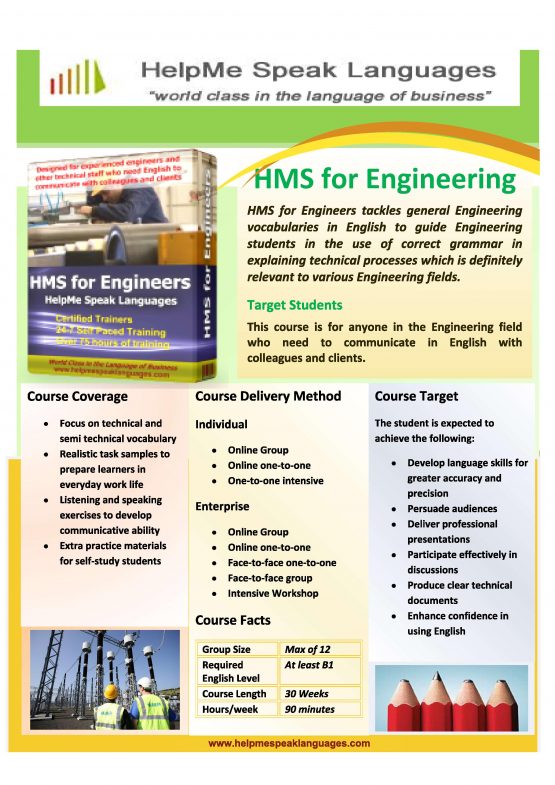 HelpMe Speak Languages
"world class in the language of business"
Designed for experienced engineers and
other technical staff who need English to
communicate with colleagues and clients
HMS for Engineers
HelpMe Speak Languages
Certified Trainers
24-7 Self Paced Training
Over 75 hours of training
World Class in the Language of Business
www.helpmespeaklanguages.com
HMS for Engineers
HMS for Engineering
HMS for Engineers tackles general Engineering
vocabularies in English to guide Engineering
students in the use of correct grammar in
explaining technical processes which is definitely
relevant to various Engineering fields.
Target Students
This course is for anyone in the Engineering field
who need to communicate in English with
colleagues and clients.
Course Coverage
• Focus on technical and
semi technical vocabulary
• Realistic task samples to
prepare learners in
everyday work life
• Listening and speaking
exercises to develop
communicative ability
• Extra practice materials
for self-study students
Course Delivery Method
Individual
• Online Group
• Online one-to-one
• One-to-one intensive
Enterprise
• Online Group
• Online one-to-one
• Face-to-face one-to-one
• Face-to-face group
• Intensive Workshop
Course Facts
Group Size Max of 12
Required At least B1
English Level
Course Length 30 Weeks
Hours/week 90 minutes
Course Target
The student is expected to
achieve the following:
• Develop language skills for
greater accuracy and
precision
• Persuade audiences
• Deliver professional
presentations
• Participate effectively in
discussions
• Produce clear technical
documents
• Enhance confidence in
using English
www.helpmespeaklanguages.com